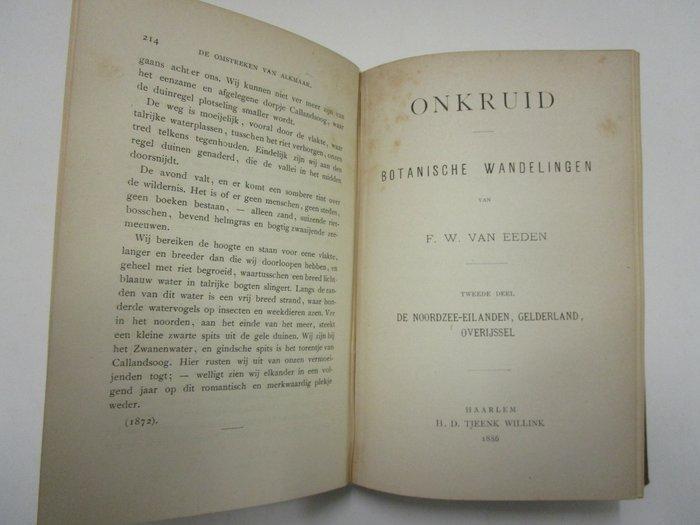 214
DE OMSTREKEN VAN ALKMAAR.
gaans achter ons. Wij kunnen niet ver meer zijn van
het eenzame en afgelegene dorpje Callandsoog, waar
de duinregel plotseling smaller wordt.
De weg is moeijelijk, vooral door de vlakte, waar
talrijke waterplassen, tusschen het riet verborgen, onzen
tred telkens tegenhouden. Eindelijk zijn wij aan den
regel duinen genaderd, die de vallei in het midden
doorsnijdt.
De avond valt, en er komt een sombere tint over
de wildernis. Het is of er geen menschen, geen steden,
geen boeken bestaan, — alleen zand, suizende riet-
bosschen, bevend helmgras en bogtig zwaaijende zee-
meeuwen.
Wij bereiken de hoogte en staan voor eene vlakte,
langer en breeder dan die wij doorloopen hebben, en
geheel met riet begroeid, waartusschen een breed licht-
blaauw water in talrijke bogten slingert. Langs de ran-
den van dit water is een vrij breed strand, waar hon-
derde watervogels op insecten en weekdieren azen. Ver
in het noorden, aan het einde van het meer, steekt
een kleine zwarte spits uit de gele duinen. Wij zijn bij
het Zwanenwater, en gindsche spits is het torentje van
Callandsoog. Hier rusten wij uit van onzen vermoei-
jenden togt; — welligt zien wij elkander in een vol-
gend jaar op dit romantisch en merkwaardig plekje
weder.
(1872).
ONKRUID
BOTANISCHE WANDELINGEN
VAN
F. W. VAN EEDEN
TWEEDE DEEL
DE NOORDZEE-EILANDEN, GELDERLAND,
OVERIJSSEL
HAARLEM
H. D. TJEENK WILLINK
1886